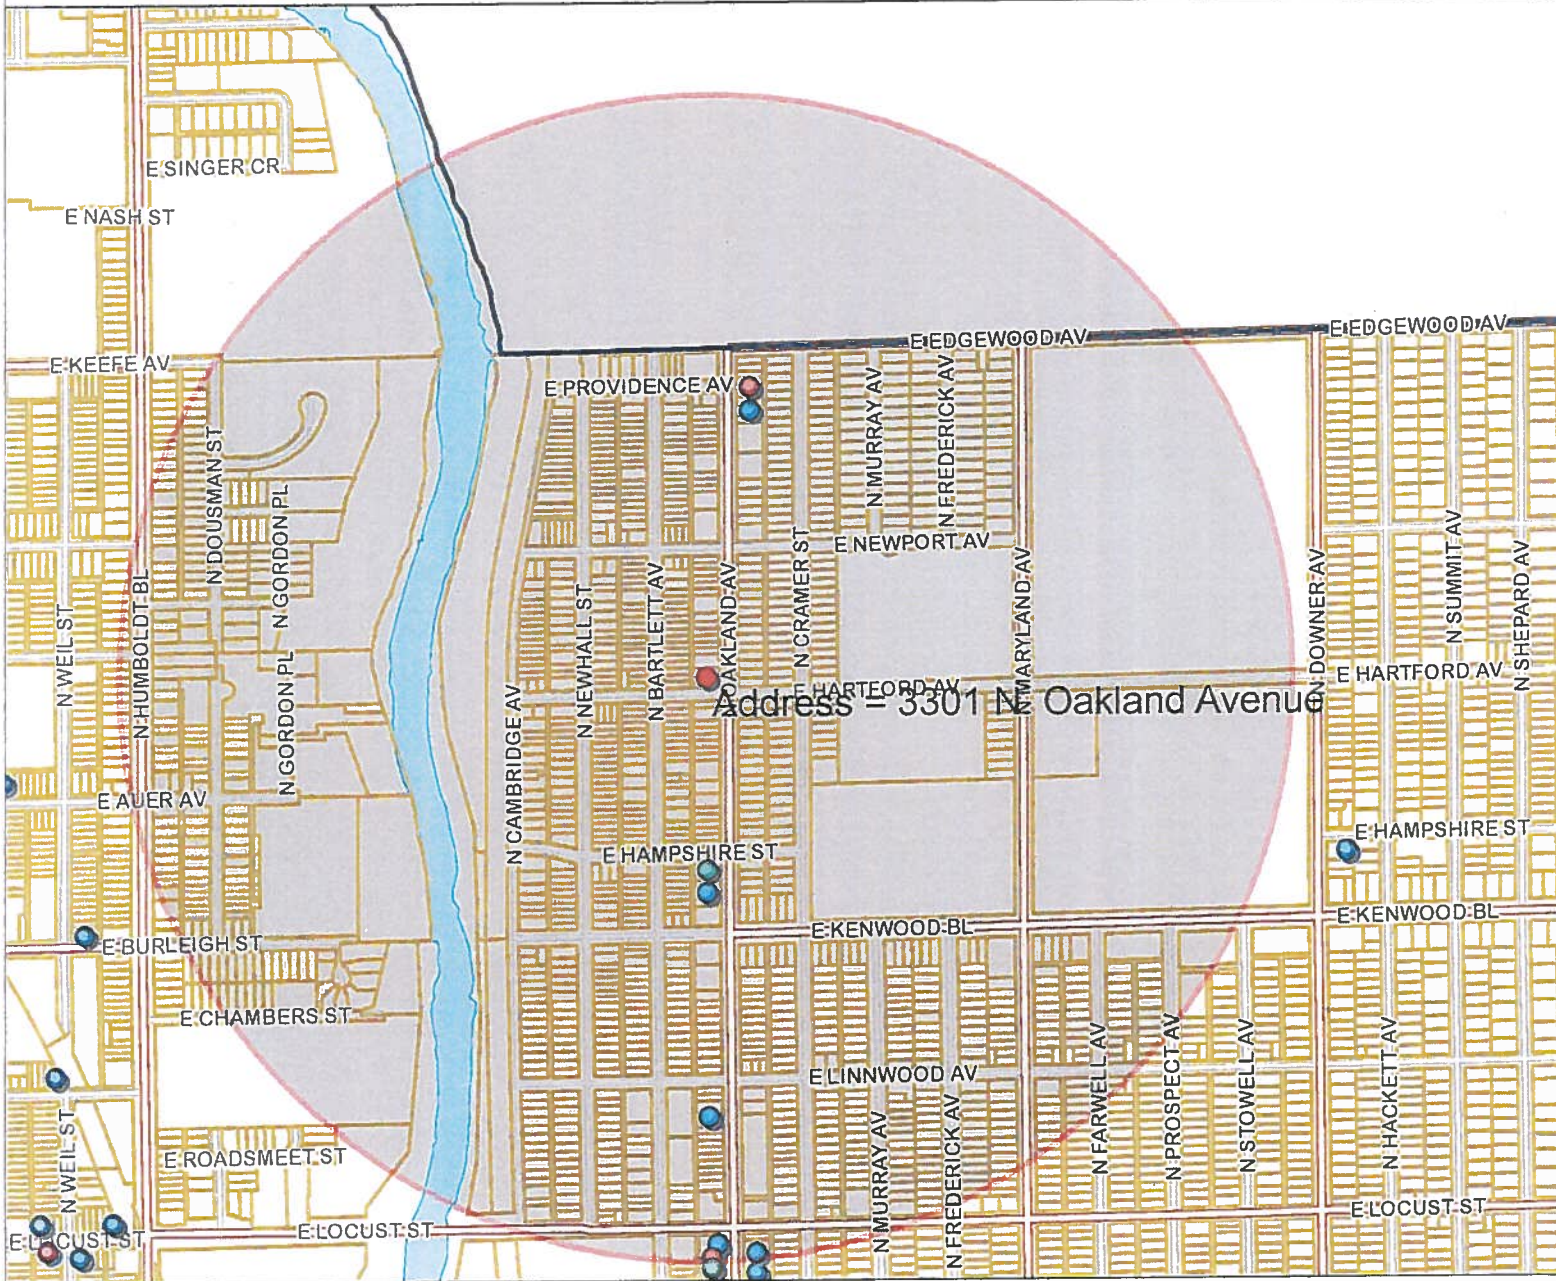 E SINGER CR
E NASH ST
E EDGEWOOD AV
E EDGEWOOD AV
E KEEFE AV
E PROVIDENCE AV
N MURRAY AV
N FREDERICK AV
N DOUSMAN ST
N GORDON PL
E NEWPORT AV
N WEIL ST
N HUMBOLDT BL
N NEWHALL ST
N BARTLETT AV
N OAKLAND AV
N CRAMER ST
N MARYLAND AV
N DOWNER AV
N SUMMIT AV
N SHEPARD AV
E HARTFORD AV
E HARTFORD AV
Address = 3301 N. Oakland Avenue
N GORDON PL
N CAMBRIDGE AV
E AUER AV
E HAMPSHIRE ST
E HAMPSHIRE ST
E BURLEIGH ST
E KENWOOD BL
E KENWOOD BL
E CHAMBERS ST
E LINNWOOD AV
N FARWELL AV
N PROSPECT AV
N STOWELL AV
N HACKETT AV
N WEIL ST
E ROADSMEET ST
N MURRAY AV
N FREDERICK AV
E LOCUST ST
E LOCUST ST
E LOCUST ST